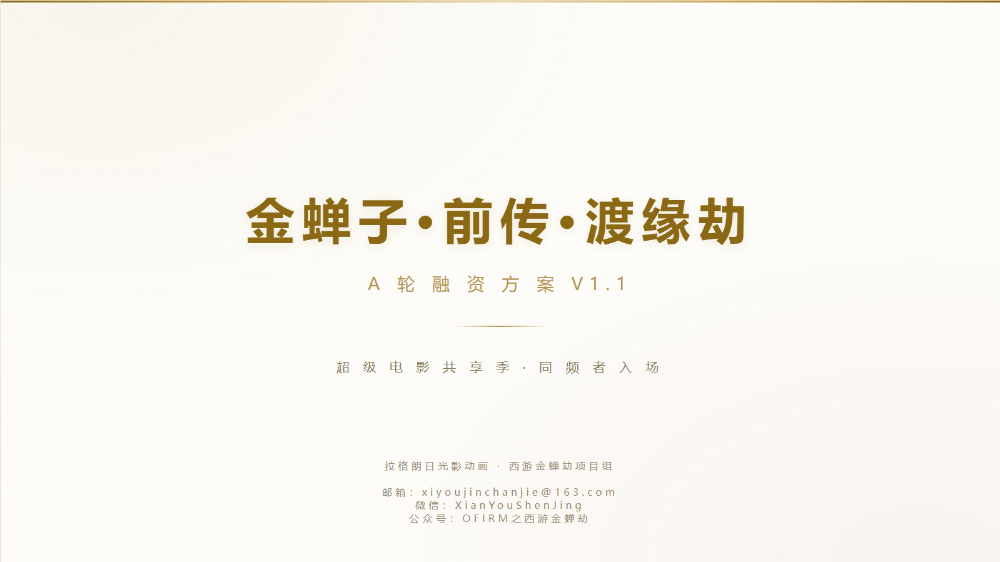 金蝉子·前传·渡缘劫
A轮融资方案V1.1
超级电影共享季·同频者入场
拉格朗日光影动画 · 西游金蝉劫项目组
邮箱：xiyoujinchanjie@163.com
微信：XianYouShenJing
公众号：OFIRM之西游金蝉劫